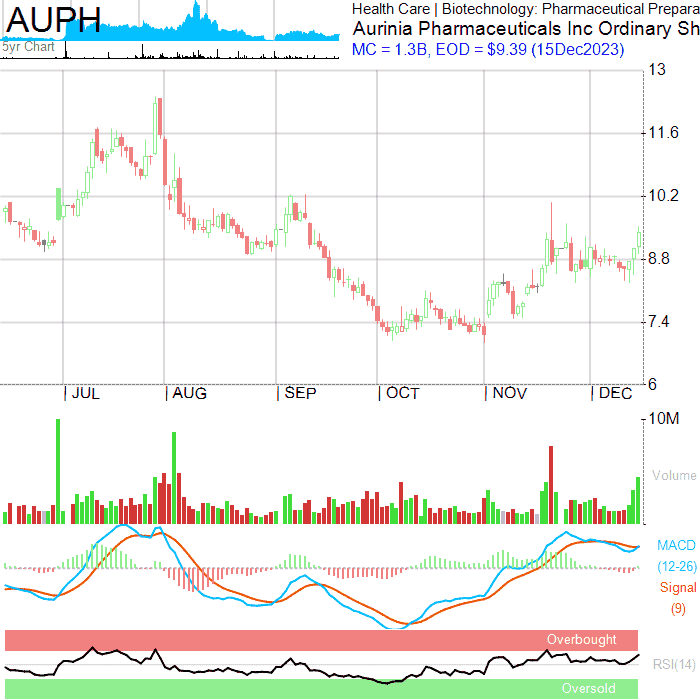 AUPH
5yr Chart
Health Care | Biotechnology: Pharmaceutical Prepara
Aurinia Pharmaceuticals Inc Ordinary Sh
MC = 1.3B, EOD = $9.39 (15Dec2023)
13
11.6
10.2
8.8
7.4
6
JUL
AUG
SEP
OCT
NOV
DEC
10M
Volume
MACD
(12-26)
Signal
(9)
Overbought
RSI(14)
Oversold